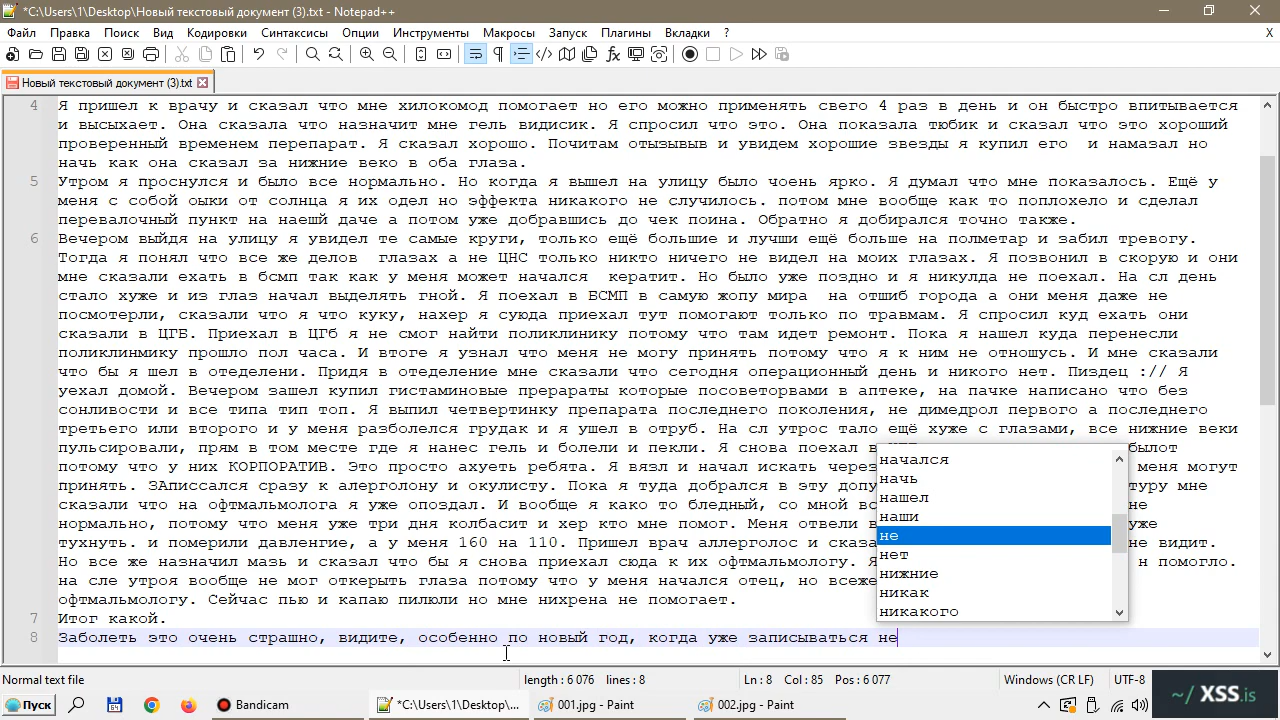 *C:\Users\1\Desktop\Новый текстовый документ (3).txt - Notepad++
Файл Правка Поиск Вид Кодировки Синтаксисы Опции Инструменты Макросы Запуск Плагины Вкладки ? X
Новый текстовый документ (3).txt
4 Я пришел к врачу и сказал что мне хилокомод помогает но его можно применять свего 4 раз в день и он быстро впитывается
и высыхает. Она сказала что назначит мне гель видисик. Я спросил что это. Она показала тюбик и сказал что это хороший
проверенный временем перепарат. Я сказал хорошо. Почитам отызывыв и увидем хорошие звезды я купил его и намазал но
начь как она сказал за нижние веко в оба глаза.
5 Утром я проснулся и было все нормально. Но когда я вышел на улицу было чоень ярко. Я думал что мне показалось. Ещё у
меня с собой оыки от солнца я их одел но эффекта никакого не случилось. потом мне вообще как то поплохело и сделал
перевалочный пункт на наешй даче а потом уже добравшись до чек поина. Обратно я добирался точно также.
6 Вечером выйдя на улицу я увидел те самые круги, только ещё большие и лучши ещё больше на полметар и забил тревогу.
Тогда я понял что все же делов глазах а не ЦНС только никто ничего не видел на моих глазах. Я позвонил в скорую и они
мне сказали ехать в бсмп так как у меня может начался кератит. Но было уже поздно и я никулда не поехал. На сл день
стало хуже и из глаз начал выделять гной. Я поехал в БСМП в самую жопу мира на отшиб города а они меня даже не
посмотерли, сказали что я что куку, нахер я суюда приехал тут помогают только по травмам. Я спросил куд ехать они
сказали в ЦГБ. Приехал в ЦГб я не смог найти поликлинику потому что там идет ремонт. Пока я нашел куда перенесли
поликлинмику прошло пол часа. И втоге я узнал что меня не могу принять потому что я к ним не отношусь. И мне сказали
что бы я шел в отеделени. Придя в отеделение мне сказали что сегодня операционный день и никого нет. Пиздец :// Я
уехал домой. Вечером зашел купил гистаминовые прерараты которые посоветорвами в аптеке, на пачке написано что без
сонливости и все типа тип топ. Я выпил четвертинку препарата последнего поколения, не димедрол первого а последнего
третьего или второго и у меня разболелся грудак и я ушел в отруб. На сл утрос тало ещё хуже с глазами, все нижние веки
пульсировали, прям в том месте где я нанес гель и болели и пекли. Я снова поехал в былот
потому что у них КОРПОРАТИВ. Это просто ахуеть ребята. Я вязл и начал искать через меня могут
принять. ЗАписсался сразу к алерголону и окулисту. Пока я туда добрался в эту допу туру мне
сказали что на офтальмолога я уже опоздал. И вообще я како то бледный, со мной вс
нормально, потому что меня уже три дня колбасит и хер кто мне помог. Меня отвели в уже
тухнуть. и померили давленгие, а у меня 160 на 110. Пришел врач аллерголос и сказа не видит.
Но все же назначил мазь и сказал что бы я снова приехал сюда к их офтмальмологу. Я н помогло.
на сле утроя вообще не мог открерыть глаза потому что у меня начался отец, но всеже
офтмальмологу. Сейчас пью и капаю пилюли но мне нихрена не помогает.
7 Итог какой.
8 Заболеть это очень страшно, видите, особенно по новый год, когда уже записываться не
начался
начь
нашел
наши
не
нет
нижние
никак
никакого
Normal text file length : 6 076 lines : 8 Ln : 8 Col : 85 Pos : 6 077 Windows (CR LF) UTF-8
Пуск Bandicam *C:\Users\1\Desktop\... 001.jpg - Paint 002.jpg - Paint
~/ XSS.is